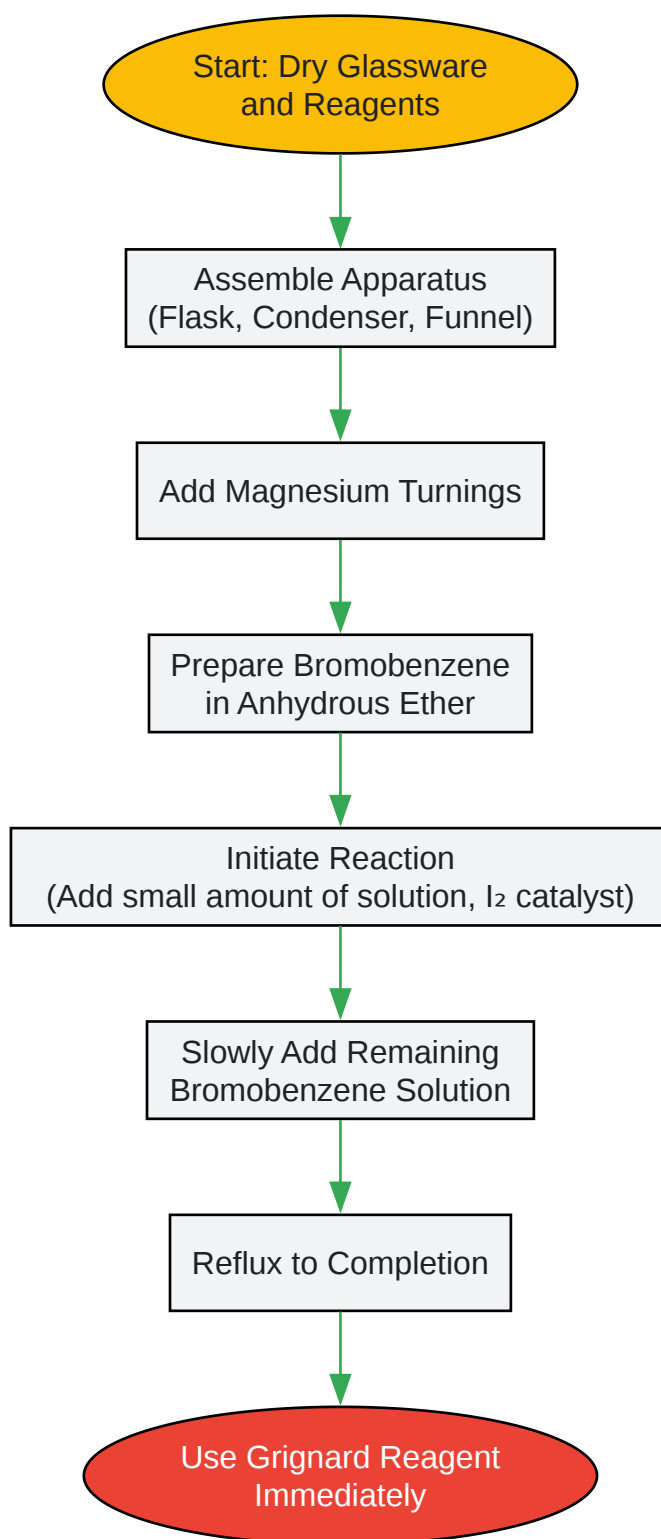 Start: Dry Glassware
and Reagents
Assemble Apparatus
(Flask, Condenser, Funnel)
Add Magnesium Turnings
Prepare Bromobenzene
in Anhydrous Ether
Initiate Reaction
(Add small amount of solution, I₂ catalyst)
Slowly Add Remaining
Bromobenzene Solution
Reflux to Completion
Use Grignard Reagent
Immediately